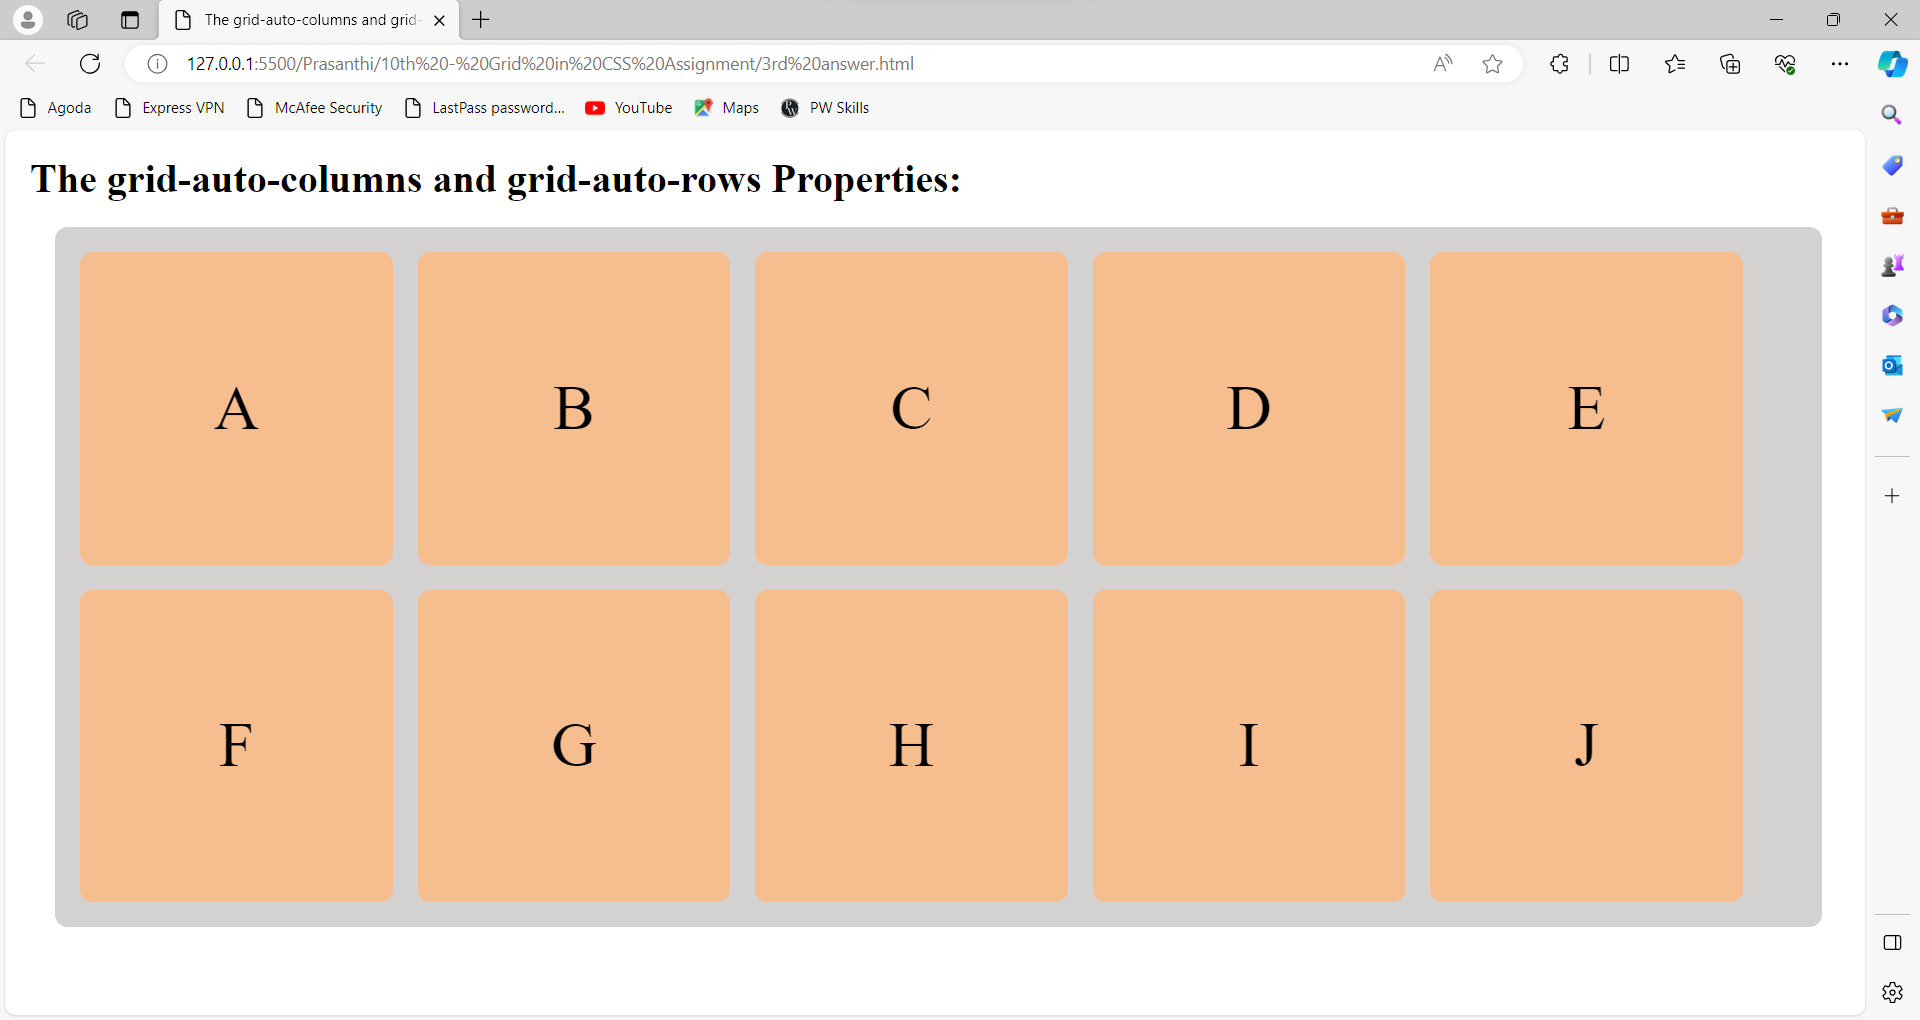 The grid-auto-columns and grid-
127.0.0.1:5500/Prasanthi/10th%20-%20Grid%20in%20CSS%20Assignment/3rd%20answer.html
Agoda Express VPN McAfee Security LastPass password... YouTube Maps PW Skills
The grid-auto-columns and grid-auto-rows Properties:
A B C D E
F G H I J